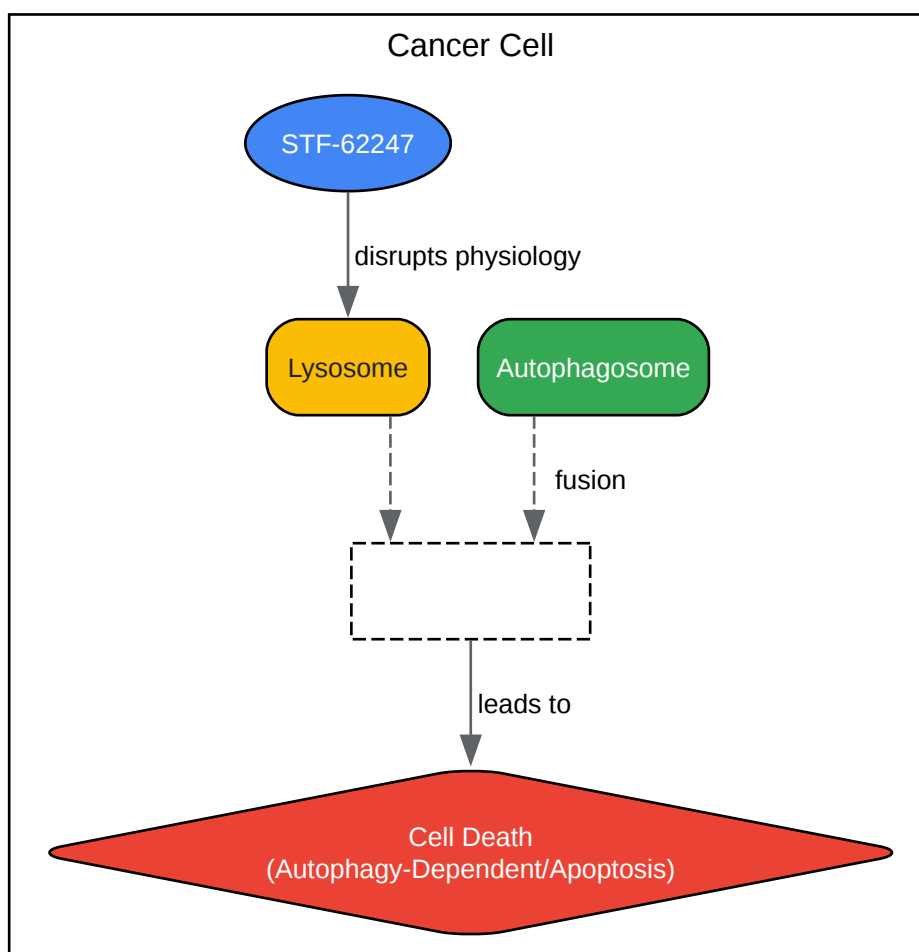 Cancer Cell
STF-62247
disrupts physiology
Lysosome
Autophagosome
fusion
leads to
Cell Death
(Autophagy-Dependent/Apoptosis)